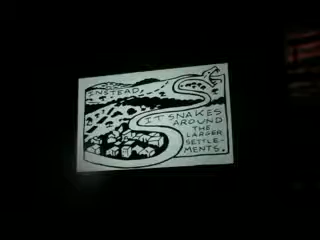 INSTEAD,
IT SNAKES
AROUND
THE
LARGER
SETTLE-
MENTS.